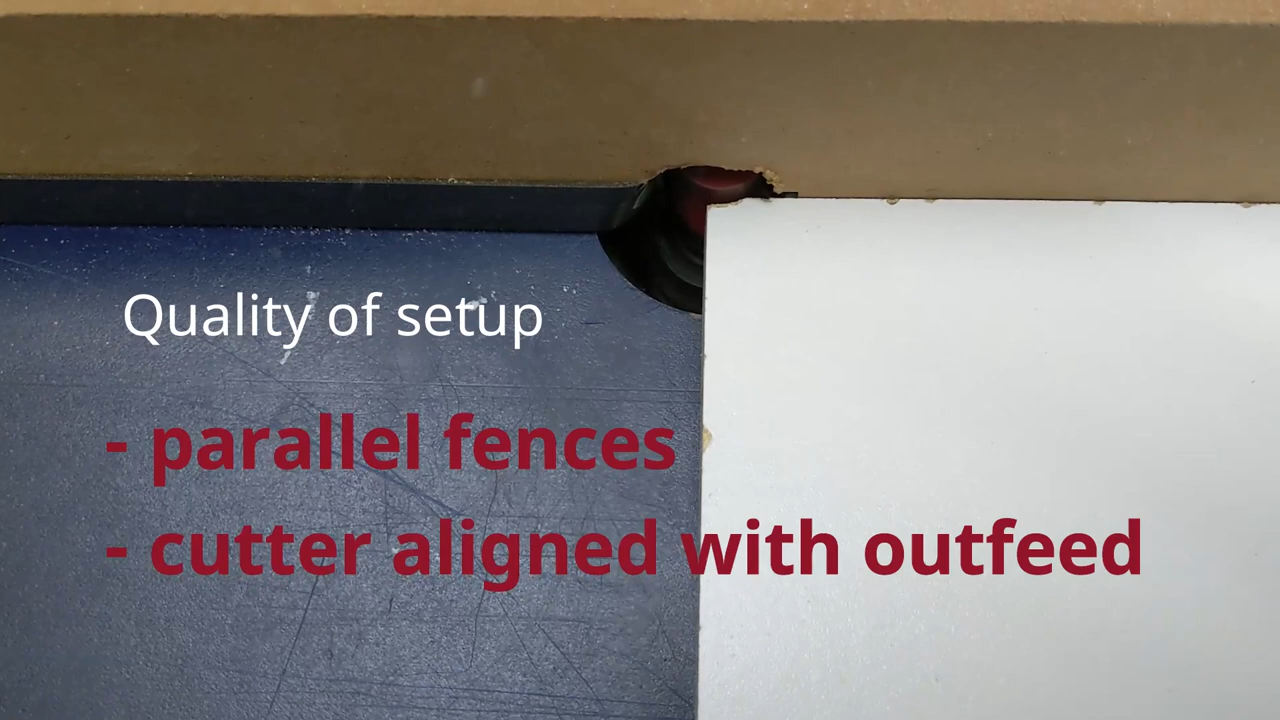 Quality of setup
- parallel fences
- cutter aligned with outfeed